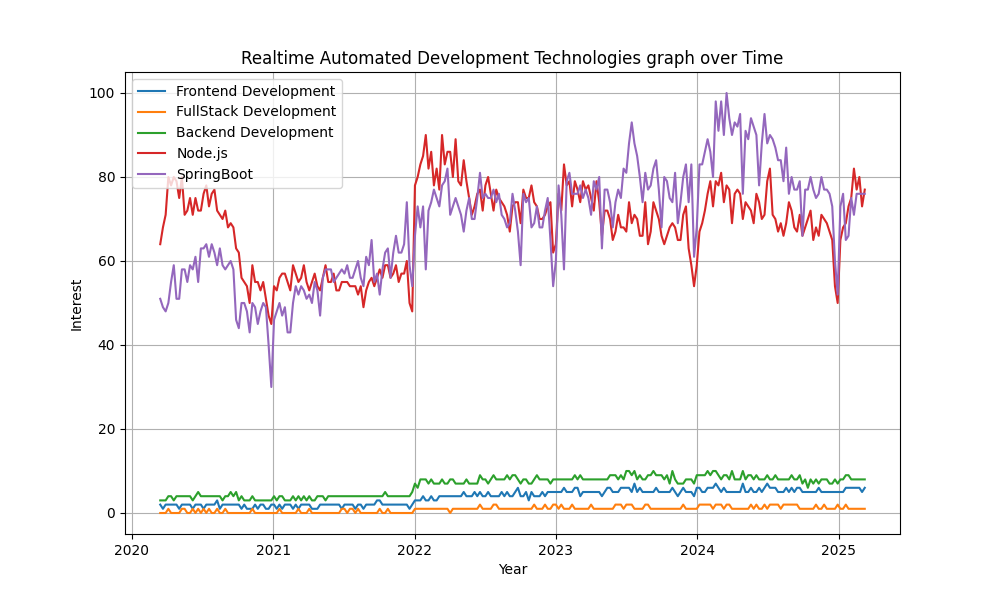 Realtime Automated Development Technologies graph over Time
Frontend Development
FullStack Development
Backend Development
Node.js
SpringBoot
100
80
60
40
20
0
Interest
2020 2021 2022 2023 2024 2025
Year